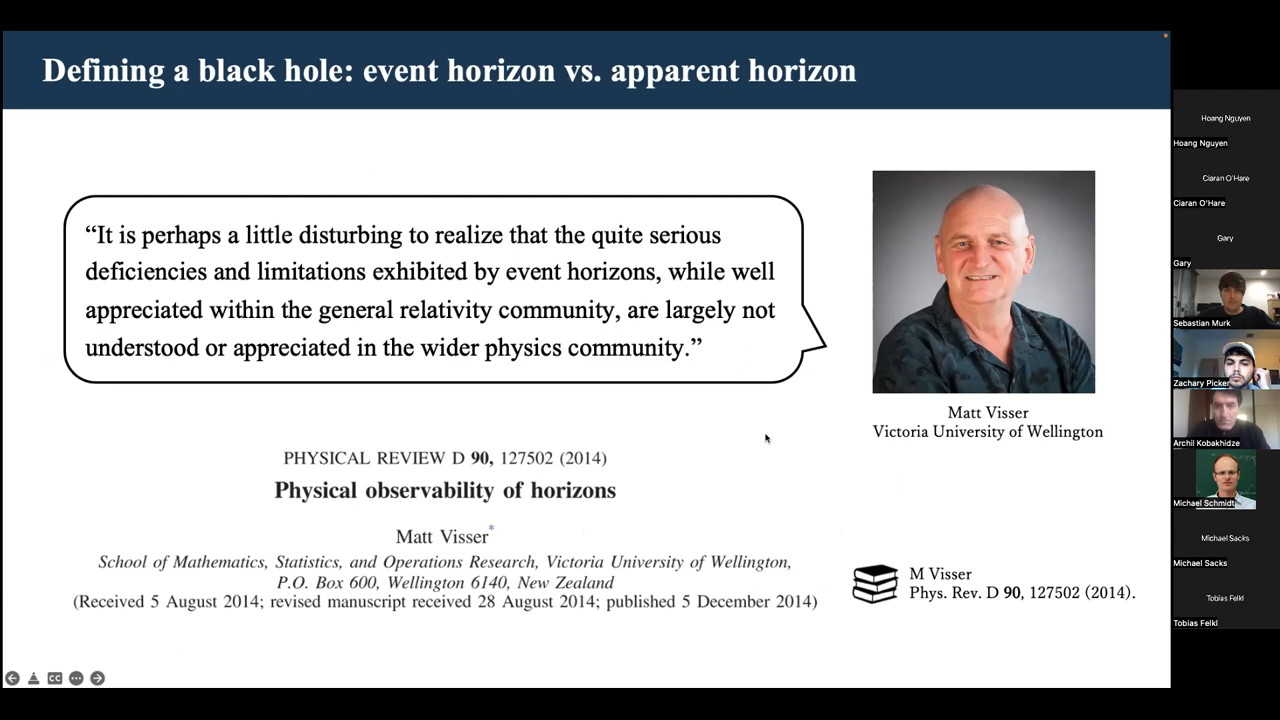 Defining a black hole: event horizon vs. apparent horizon
“It is perhaps a little disturbing to realize that the quite serious
deficiencies and limitations exhibited by event horizons, while well
appreciated within the general relativity community, are largely not
understood or appreciated in the wider physics community.”
Matt Visser
Victoria University of Wellington
PHYSICAL REVIEW D 90, 127502 (2014)
Physical observability of horizons
Matt Visser*
School of Mathematics, Statistics, and Operations Research, Victoria University of Wellington,
P.O. Box 600, Wellington 6140, New Zealand
(Received 5 August 2014; revised manuscript received 28 August 2014; published 5 December 2014)
M Visser
Phys. Rev. D 90, 127502 (2014).
CC
Hoang Nguyen
Hoang Nguyen
Ciaran O'Hare
Ciaran O'Hare
Gary
Gary
Sebastian Murk
Zachary Picker
Archil Kobakhidze
Michael Schmidt
Michael Sacks
Michael Sacks
Tobias Felkl
Tobias Felkl